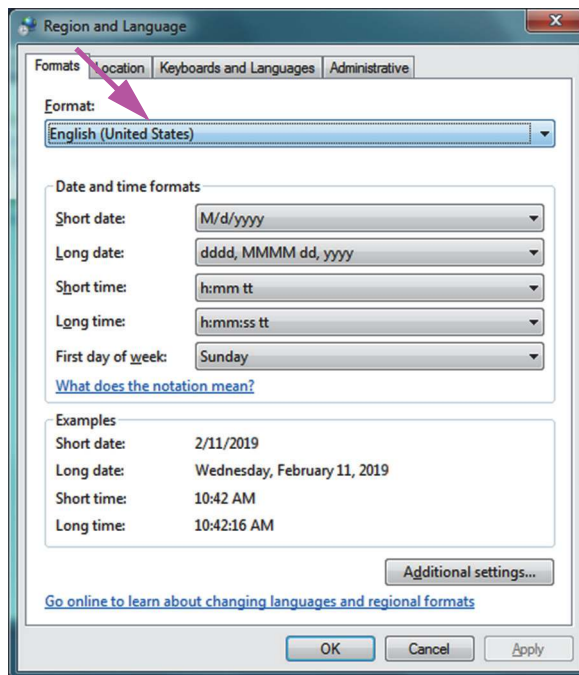 Region and Language
Formats Location Keyboards and Languages Administrative
Format:
English (United States)
Date and time formats
Short date: M/d/yyyy
Long date: dddd, MMMM dd, yyyy
Short time: h:mm tt
Long time: h:mm:ss tt
First day of week: Sunday
What does the notation mean?
Examples
Short date: 2/11/2019
Long date: Wednesday, February 11, 2019
Short time: 10:42 AM
Long time: 10:42:16 AM
Additional settings...
Go online to learn about changing languages and regional formats
OK Cancel Apply